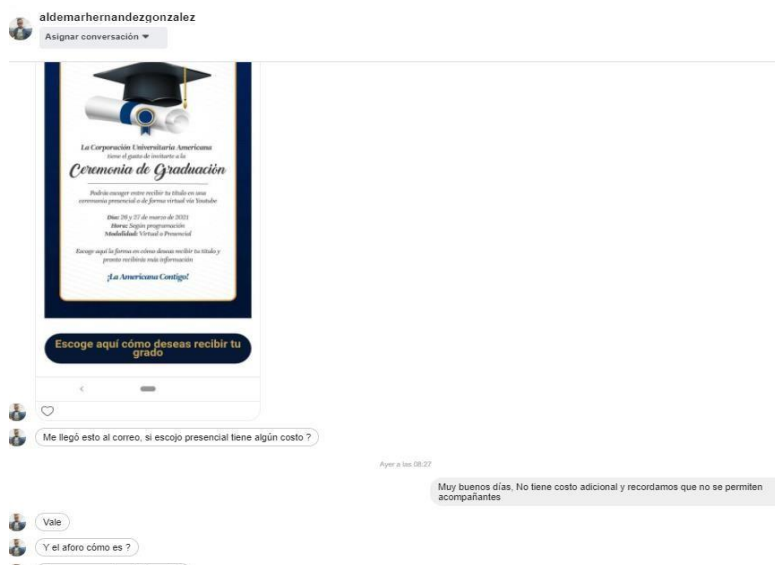 aldemarhernandezgonzalez
Asignar conversación
La Corporación Universitaria Americana
tiene el gusto de invitarte a la
Ceremonia de Graduación
Podrás escoger entre recibir tu título en una
ceremonia presencial o de forma virtual vía Youtube
Día: 26 y 27 de marzo de 2021
Hora: Según programación
Modalidad: Virtual o Presencial
Escoge aquí la forma en cómo deseas recibir tu título y
pronto recibirás más información
¡La Americana Contigo!
Escoge aquí cómo deseas recibir tu
grado
Me llegó esto al correo, si escojo presencial tiene algún costo ?
Ayer a las 08:27
Muy buenos días, No tiene costo adicional y recordamos que no se permiten
acompañantes
Vale
Y el aforo cómo es ?